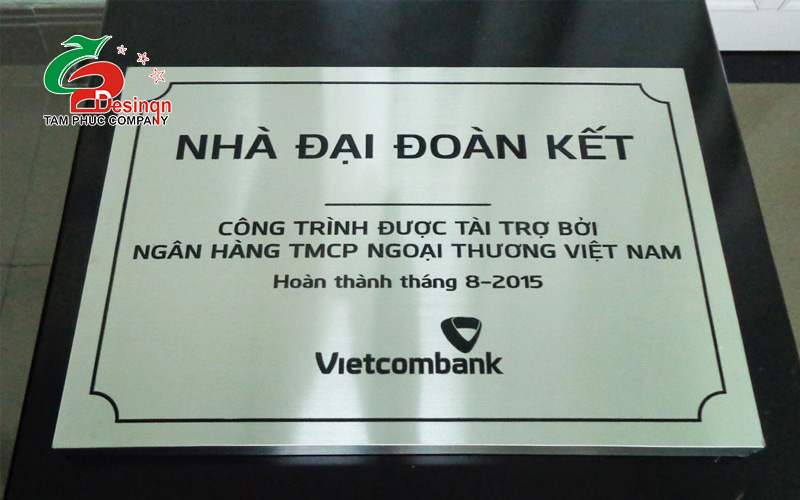 Desinqn
TAM PHUC COMPANY
NHÀ ĐẠI ĐOÀN KẾT
CÔNG TRÌNH ĐƯỢC TÀI TRỢ BỞI
NGÂN HÀNG TMCP NGOẠI THƯƠNG VIỆT NAM
Hoàn thành tháng 8-2015
Vietcombank